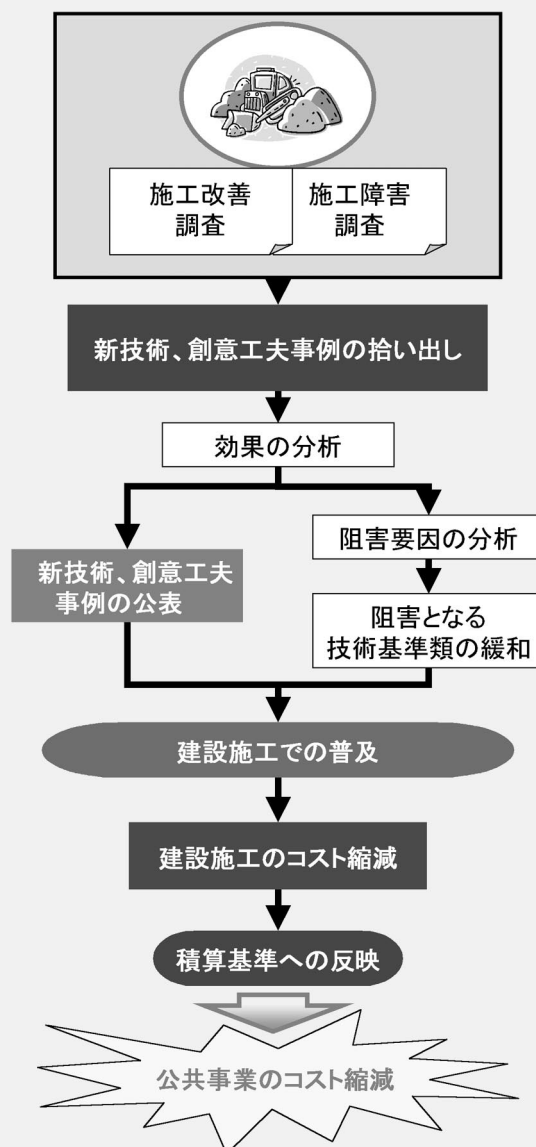 施工改善
調査
施工障害
調査
新技術、創意工夫事例の拾い出し
効果の分析
新技術、創意工夫
事例の公表
阻害要因の分析
阻害となる
技術基準類の緩和
建設施工での普及
建設施工のコスト縮減
積算基準への反映
公共事業のコスト縮減